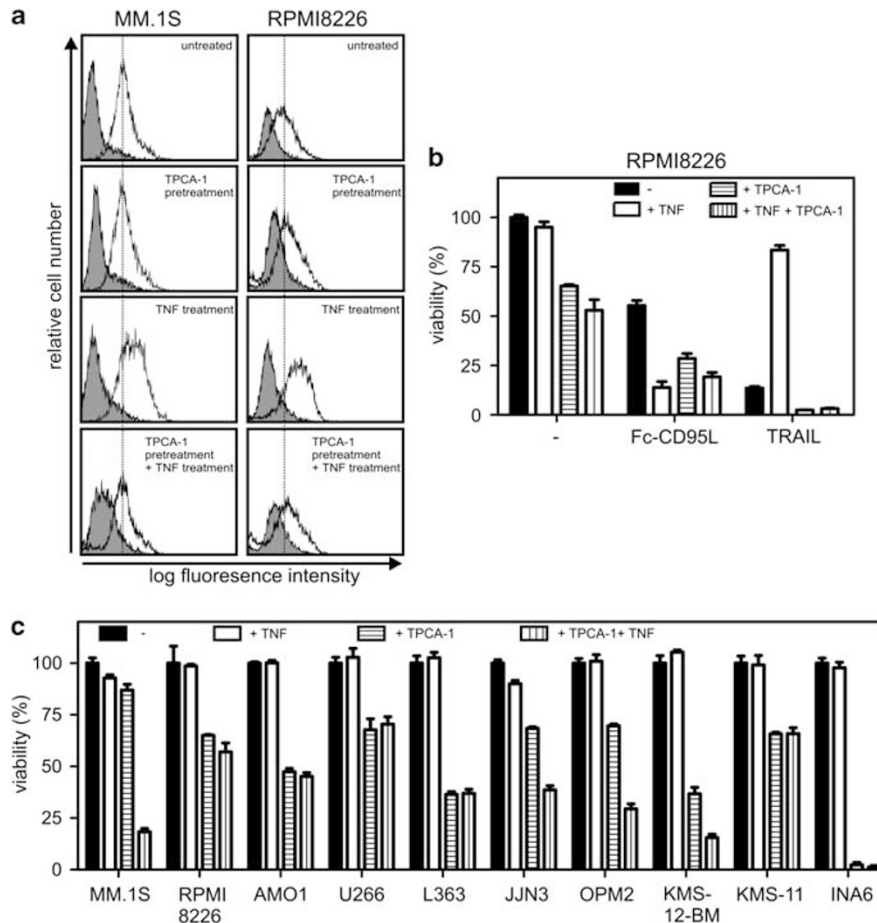 a
MM.1S
RPMI8226
untreated
untreated
TPCA-1
pretreatment
TPCA-1
pretreatment
TNF treatment
TNF treatment
TPCA-1
pretreatment
+ TNF treatment
TPCA-1
pretreatment
+ TNF treatment
relative cell number
log fluoresence intensity
b
RPMI8226
-
+ TNF
+ TPCA-1
+ TNF + TPCA-1
viability (%)
100
75
50
25
0
-
Fc-CD95L
TRAIL
c
-
+ TNF
+ TPCA-1
+ TPCA-1+ TNF
viability (%)
100
75
50
25
0
MM.1S
RPMI
8226
AMO1
U266
L363
JJN3
OPM2
KMS-
12-BM
KMS-11
INA6